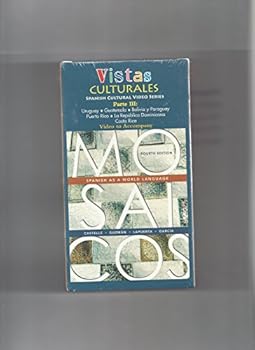 Vistas
CULTURALES
SPANISH CULTURAL VIDEO SERIES
Parte III:
Uruguay • Guatemala • Bolivia y Paraguay
Puerto Rico • La República Dominicana
Costa Rica
Video to Accompany
MO
FOURTH EDITION
SPANISH AS A WORLD LANGUAGE
SAI
COS
CASTELLS • GUZMÁN • LAPUERTA • GARCÍA